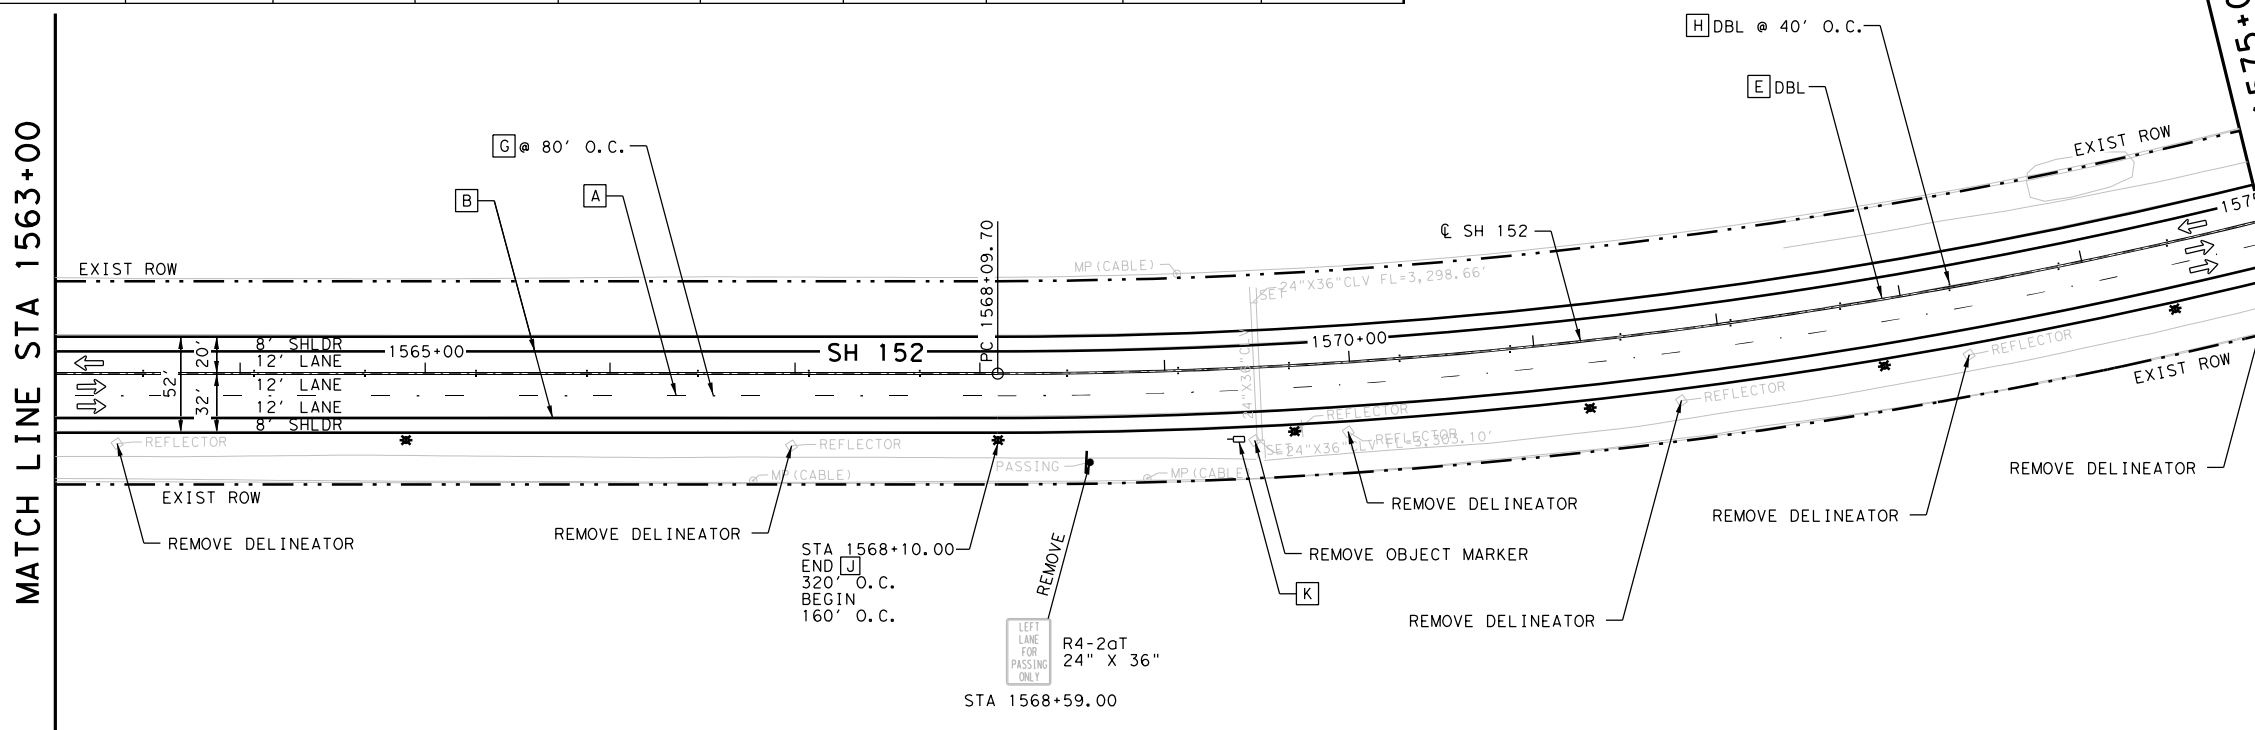 MATCH LINE STA 1563+00
H DBL @ 40' O.C.
E DBL
G @ 80' O.C.
B
A
EXIST ROW
EXIST ROW
PC 1568+09.70
MP(CABLE)
℄ SH 152
24"X36"CLV FL=3,298.66'
SET
24"X36"CLV
8' SHLDR
12' LANE
12' LANE
12' LANE
8' SHLDR
20'
52'
32'
1565+00
SH 152
1570+00
REFLECTOR
REFLECTOR
REFLECTOR
REFLECTOR
REFLECTOR
REFLECTOR
SET
24"X36"CLV FL=3,303.10'
PASSING
MP(CABLE)
MP(CABLE)
EXIST ROW
EXIST ROW
REMOVE DELINEATOR
REMOVE DELINEATOR
REMOVE DELINEATOR
REMOVE DELINEATOR
REMOVE DELINEATOR
REMOVE DELINEATOR
REMOVE OBJECT MARKER
K
STA 1568+10.00
END J
320' O.C.
BEGIN
160' O.C.
REMOVE
LEFT
LANE
FOR
PASSING
ONLY
R4-2aT
24" X 36"
STA 1568+59.00